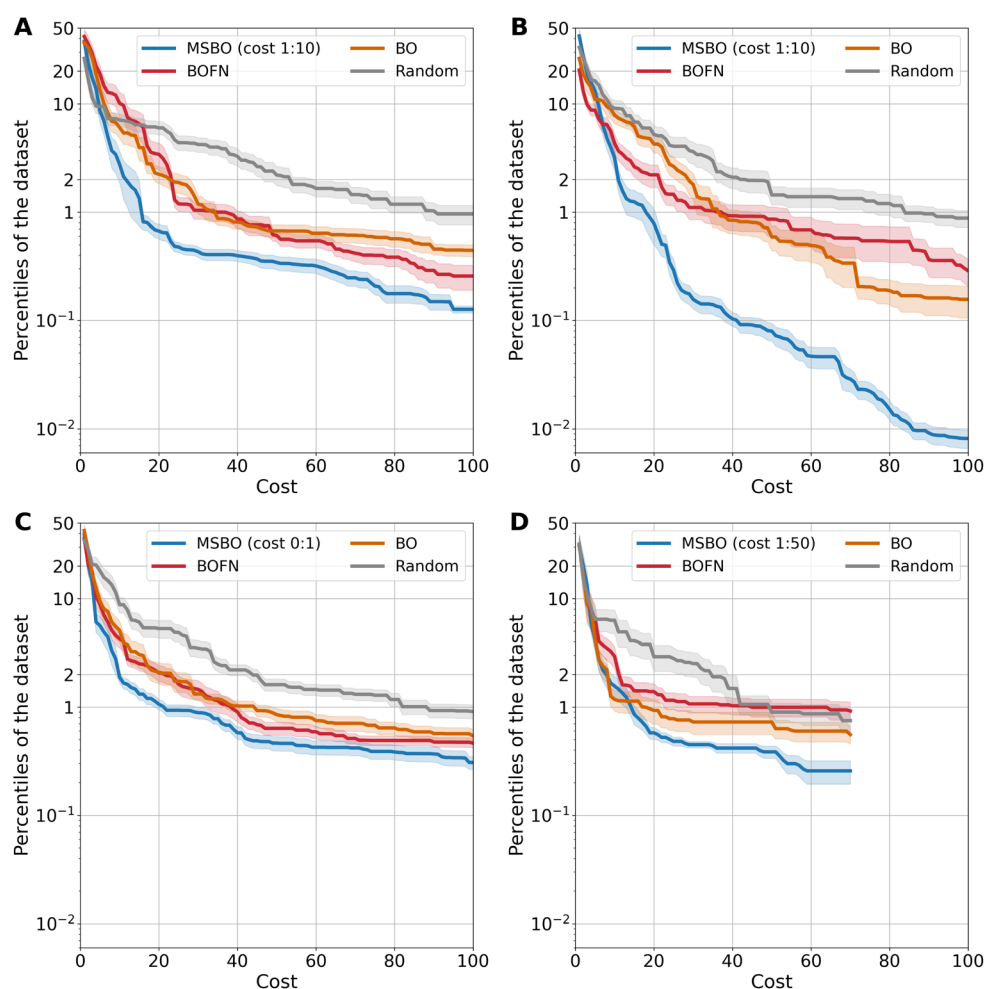 A
MSBO (cost 1:10)
BOFN
BO
Random
Percentiles of the dataset
50
20
10
2
1
10⁻¹
10⁻²
0 20 40 60 80 100
Cost
B
MSBO (cost 1:10)
BOFN
BO
Random
Percentiles of the dataset
50
20
10
2
1
10⁻¹
10⁻²
0 20 40 60 80 100
Cost
C
MSBO (cost 0:1)
BOFN
BO
Random
Percentiles of the dataset
50
20
10
2
1
10⁻¹
10⁻²
0 20 40 60 80 100
Cost
D
MSBO (cost 1:50)
BOFN
BO
Random
Percentiles of the dataset
50
20
10
2
1
10⁻¹
10⁻²
0 20 40 60 80 100
Cost